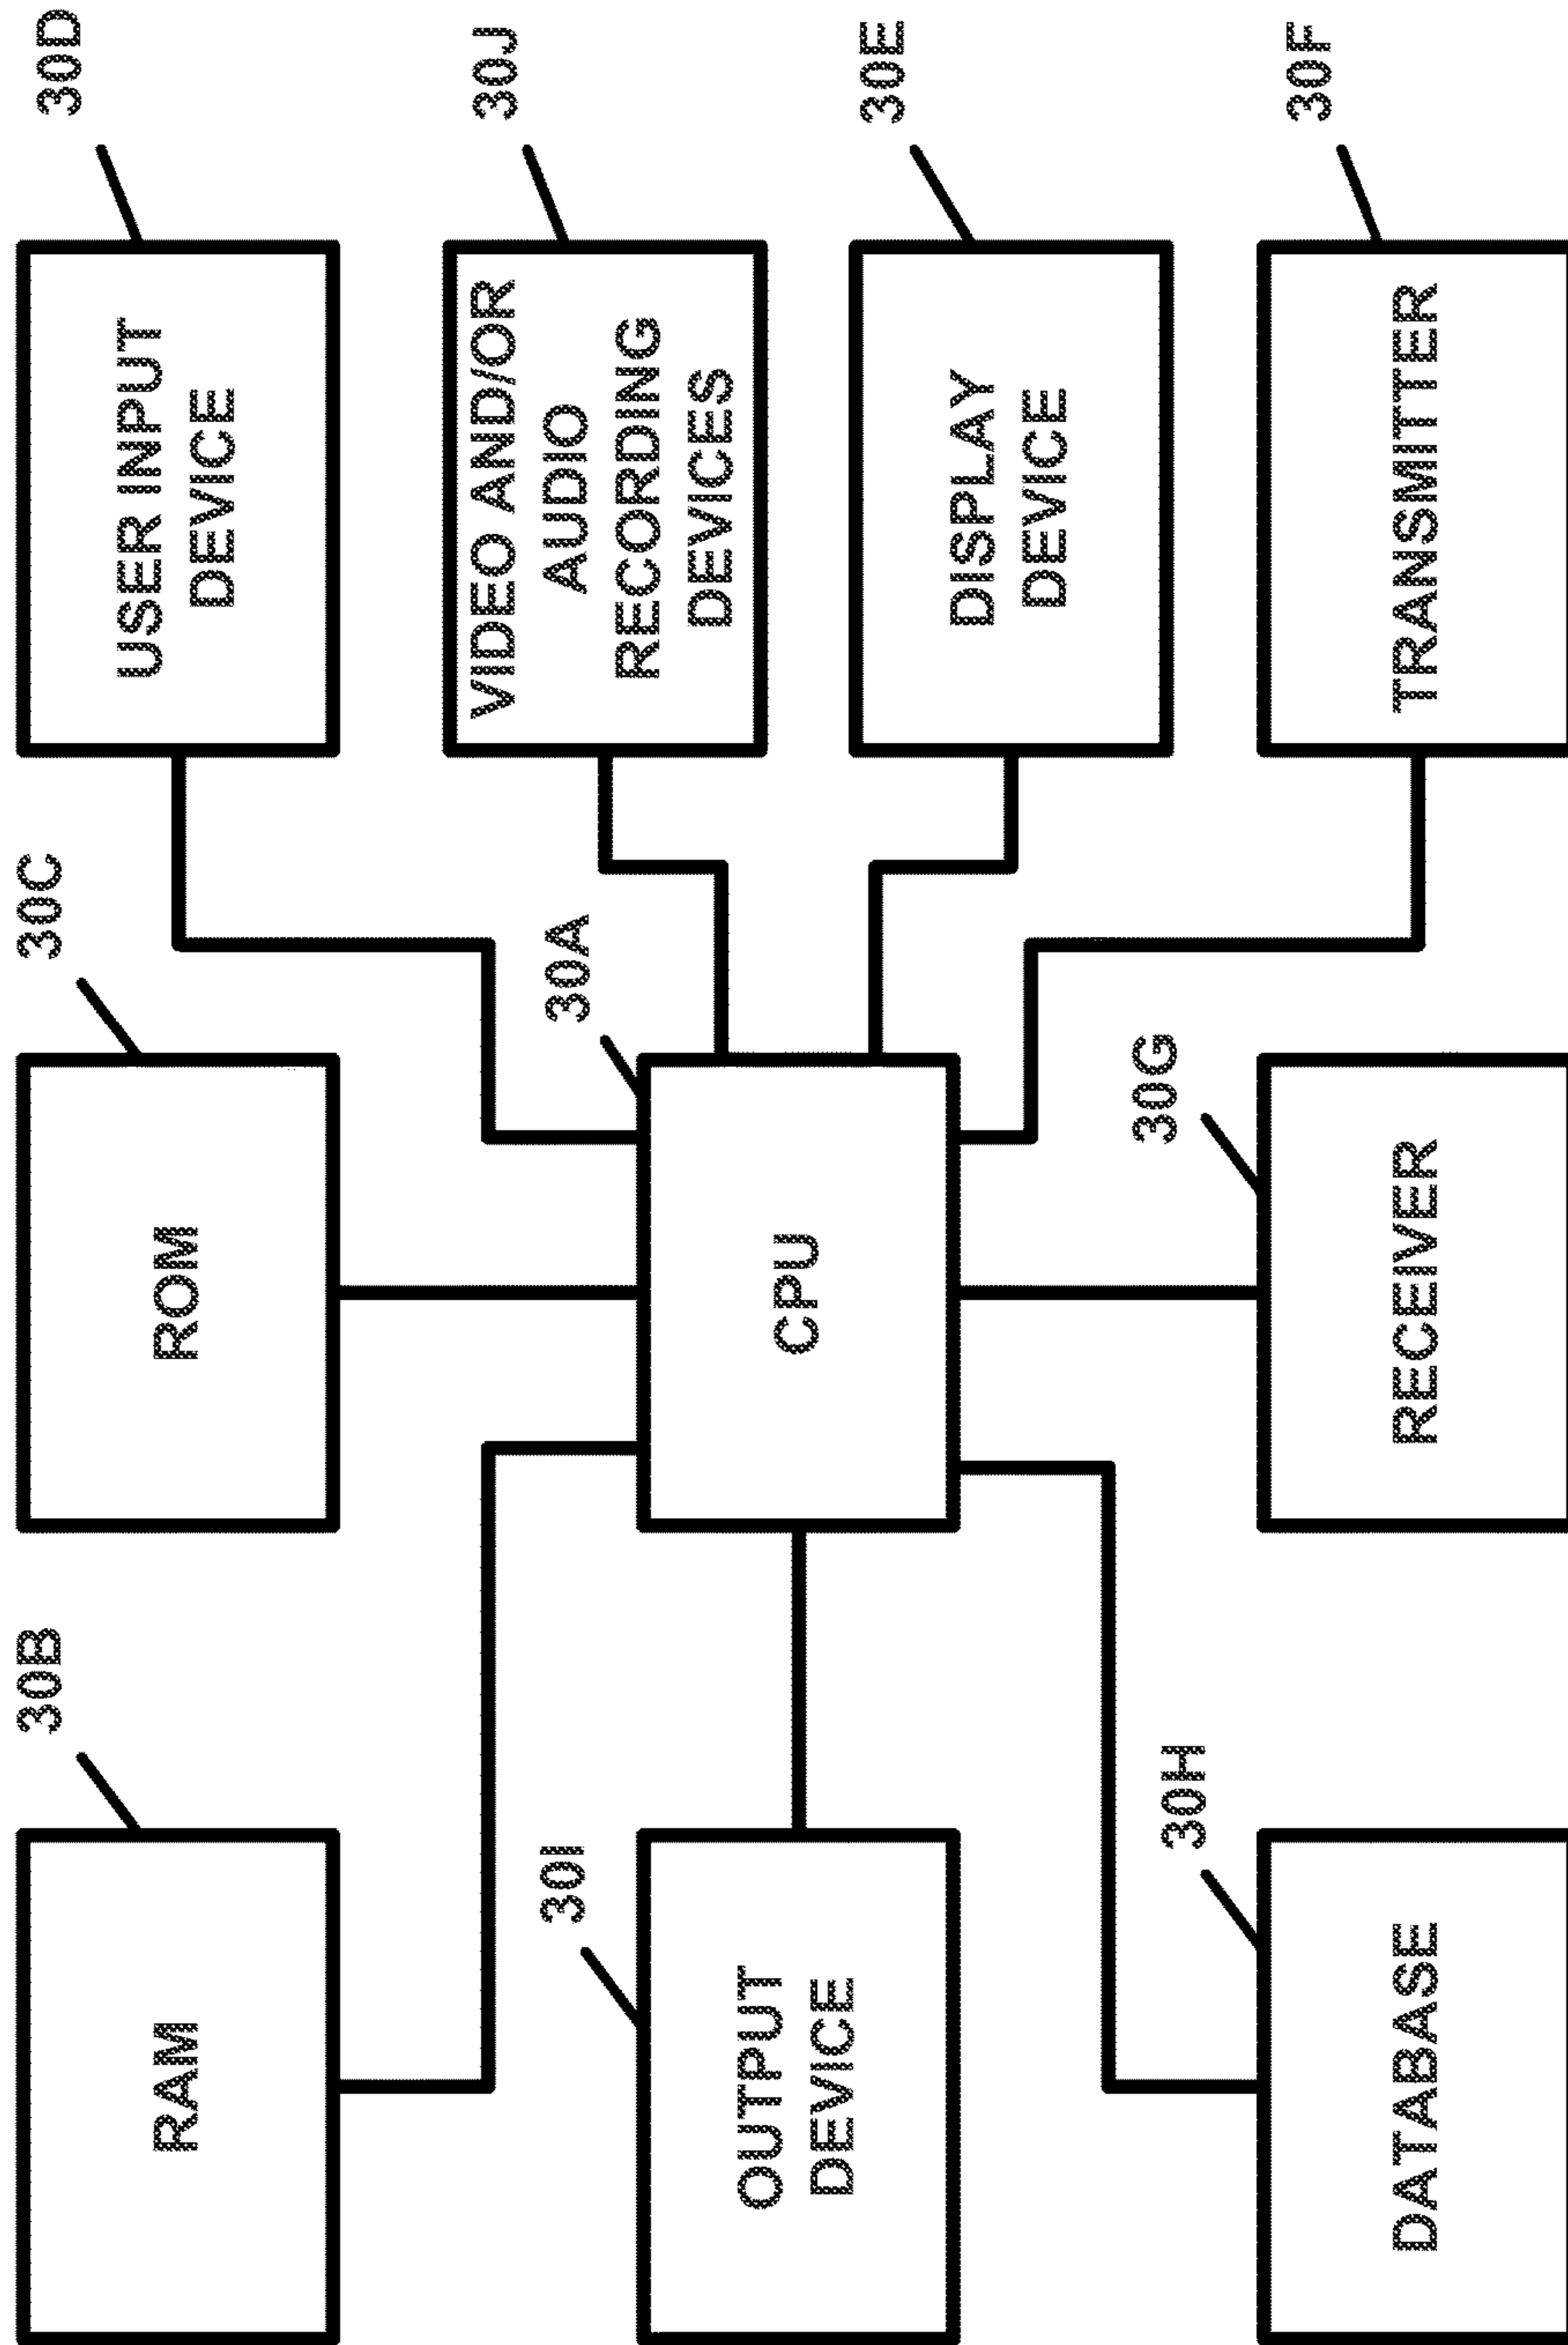 30B
RAM
30C
ROM
30D
USER INPUT
DEVICE
30J
VIDEO AND/OR
AUDIO
RECORDING
DEVICES
30I
OUTPUT
DEVICE
30A
CPU
30E
DISPLAY
DEVICE
30H
DATABASE
30G
RECEIVER
30F
TRANSMITTER